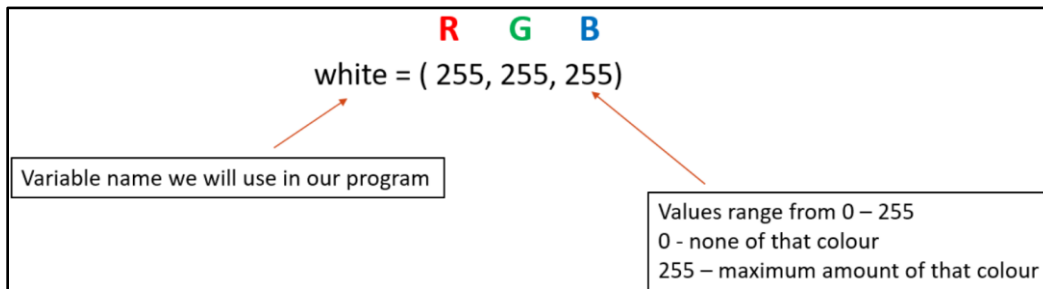 R G B
white = ( 255, 255, 255)
Variable name we will use in our program
Values range from 0 – 255
0 - none of that colour
255 – maximum amount of that colour